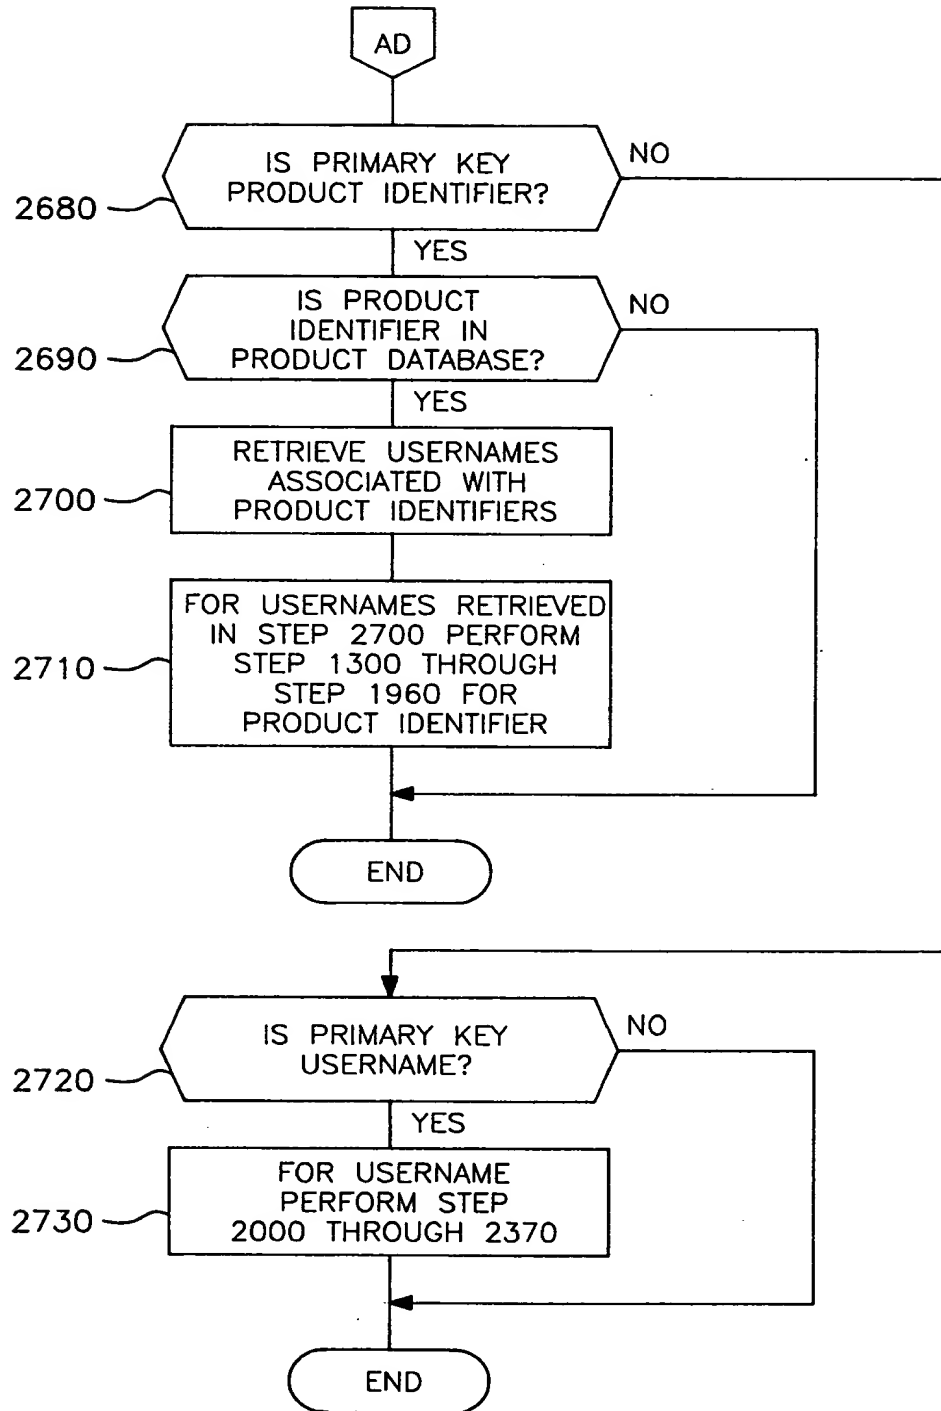 AD
IS PRIMARY KEY
PRODUCT IDENTIFIER?
NO
2680
YES
IS PRODUCT
IDENTIFIER IN
PRODUCT DATABASE?
NO
2690
YES
RETRIEVE USERNAMES
ASSOCIATED WITH
PRODUCT IDENTIFIERS
2700
FOR USERNAMES RETRIEVED
IN STEP 2700 PERFORM
STEP 1300 THROUGH
STEP 1960 FOR
PRODUCT IDENTIFIER
2710
END
IS PRIMARY KEY
USERNAME?
NO
2720
YES
FOR USERNAME
PERFORM STEP
2000 THROUGH 2370
2730
END